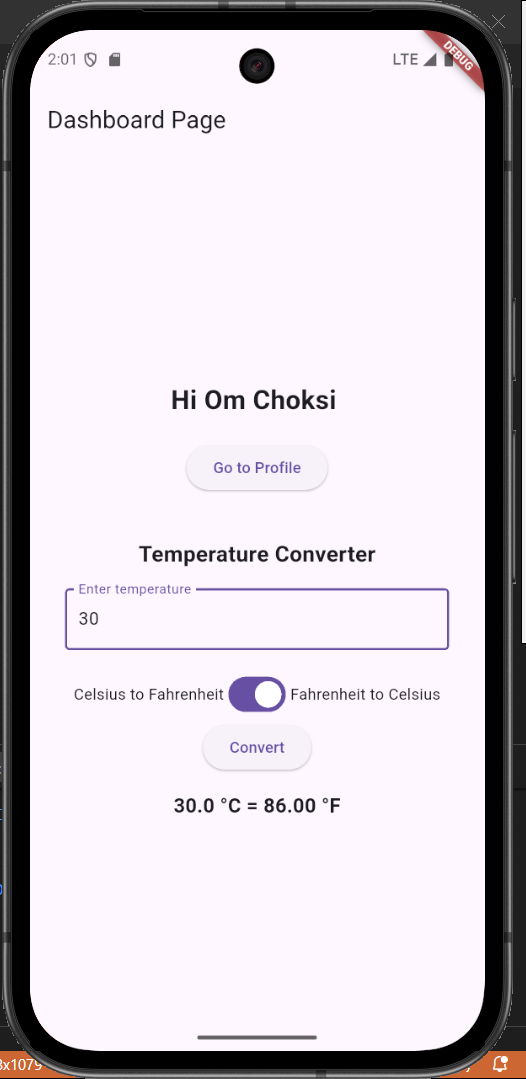 2:01 LTE DEBUG
Dashboard Page
Hi Om Choksi
Go to Profile
Temperature Converter
Enter temperature
30
Celsius to Fahrenheit Fahrenheit to Celsius
Convert
30.0 °C = 86.00 °F
x1079